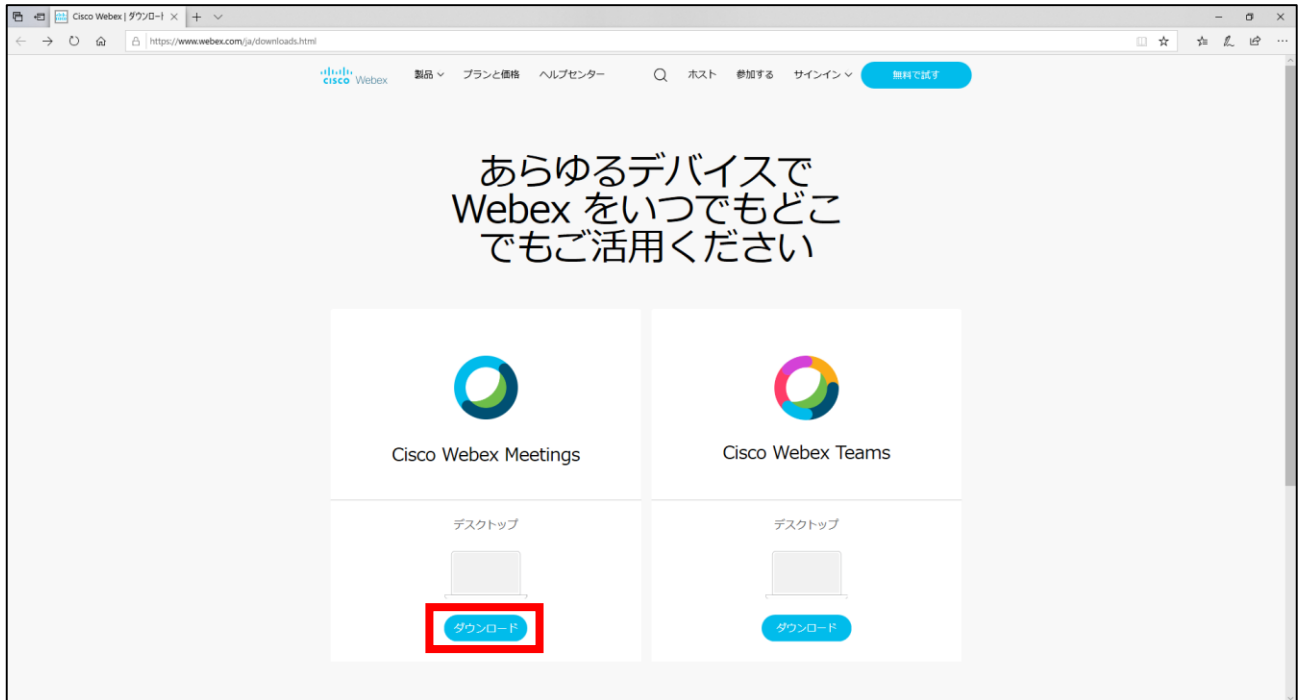 Cisco Webex | ダウンロード
https://www.webex.com/ja/downloads.html
cisco Webex 製品 プランと価格 ヘルプセンター ホスト 参加する サインイン 無料で試す
あらゆるデバイスで
Webex をいつでもどこ
でもご活用ください
Cisco Webex Meetings
Cisco Webex Teams
デスクトップ
デスクトップ
ダウンロード
ダウンロード